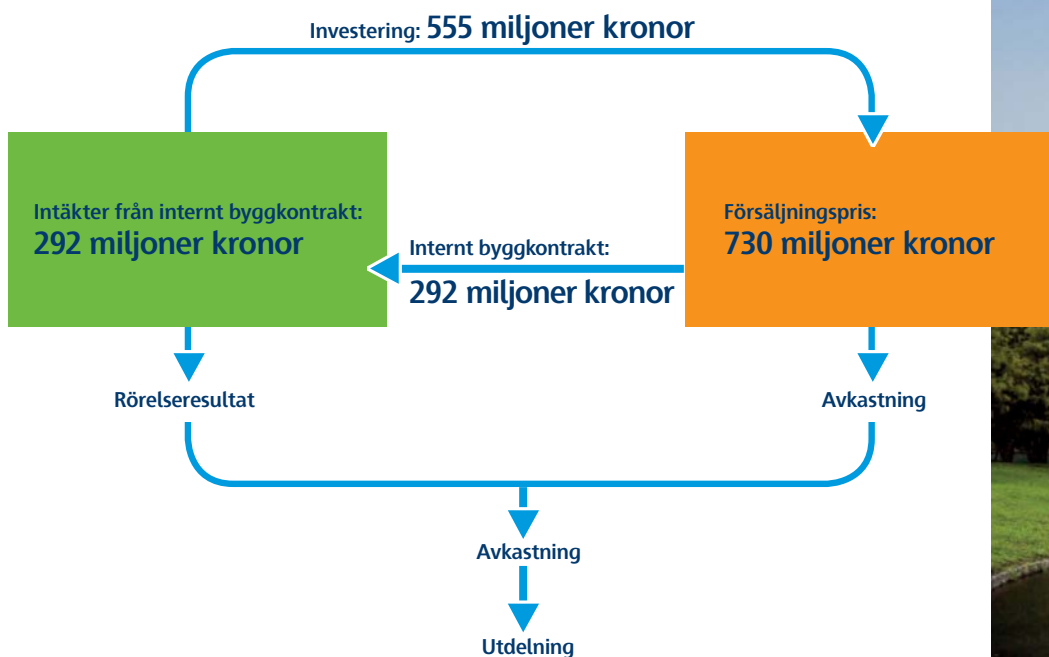 Investering: 555 miljoner kronor
Intäkter från internt byggkontrakt:
292 miljoner kronor
Internt byggkontrakt:
292 miljoner kronor
Försäljningspris:
730 miljoner kronor
Rörelseresultat
Avkastning
Avkastning
Utdelning